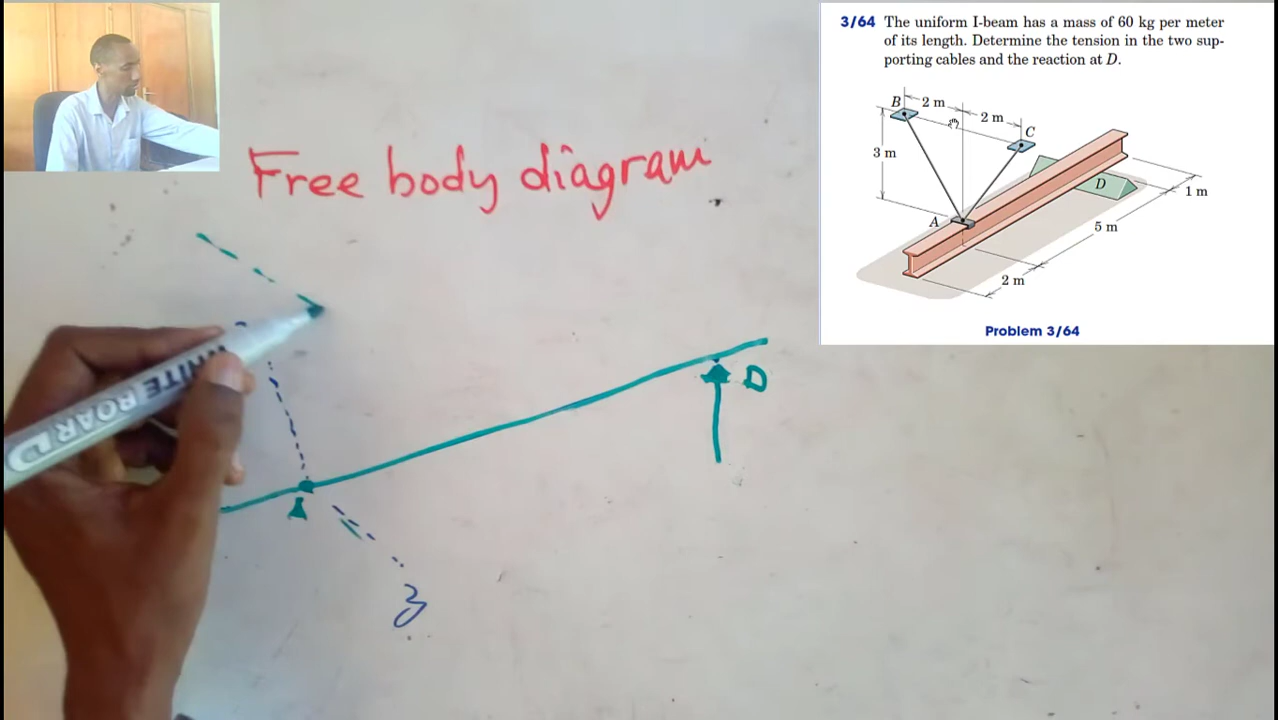 3/64 The uniform I-beam has a mass of 60 kg per meter
of its length. Determine the tension in the two sup-
porting cables and the reaction at D.
B
2 m
2 m
C
3 m
D
1 m
A
5 m
2 m
Problem 3/64
Free body diagram
D
A
z
WHITE BOARD